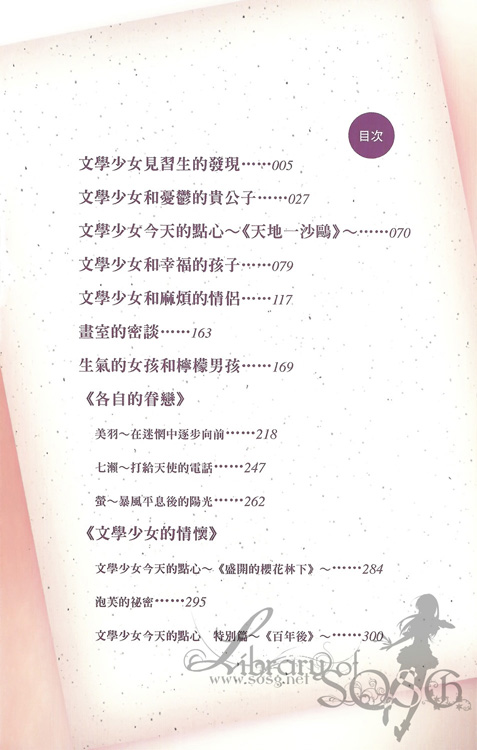 目次
文學少女見習生的發現……005
文學少女和憂鬱的貴公子……027
文學少女今天的點心～《天地一沙鷗》～……070
文學少女和幸福的孩子……079
文學少女和麻煩的情侶……117
畫室的密談……163
生氣的女孩和檸檬男孩……169
《各自的眷戀》
美羽～在迷惘中逐步向前……218
七瀨～打給天使的電話……247
螢～暴風平息後的陽光……262
《文學少女的情懷》
文學少女今天的點心～《盛開的櫻花林下》～……284
泡芙的祕密……295
文學少女今天的點心　特別篇～《百年後》～……300
Library of
www.sosg.net
SOSG